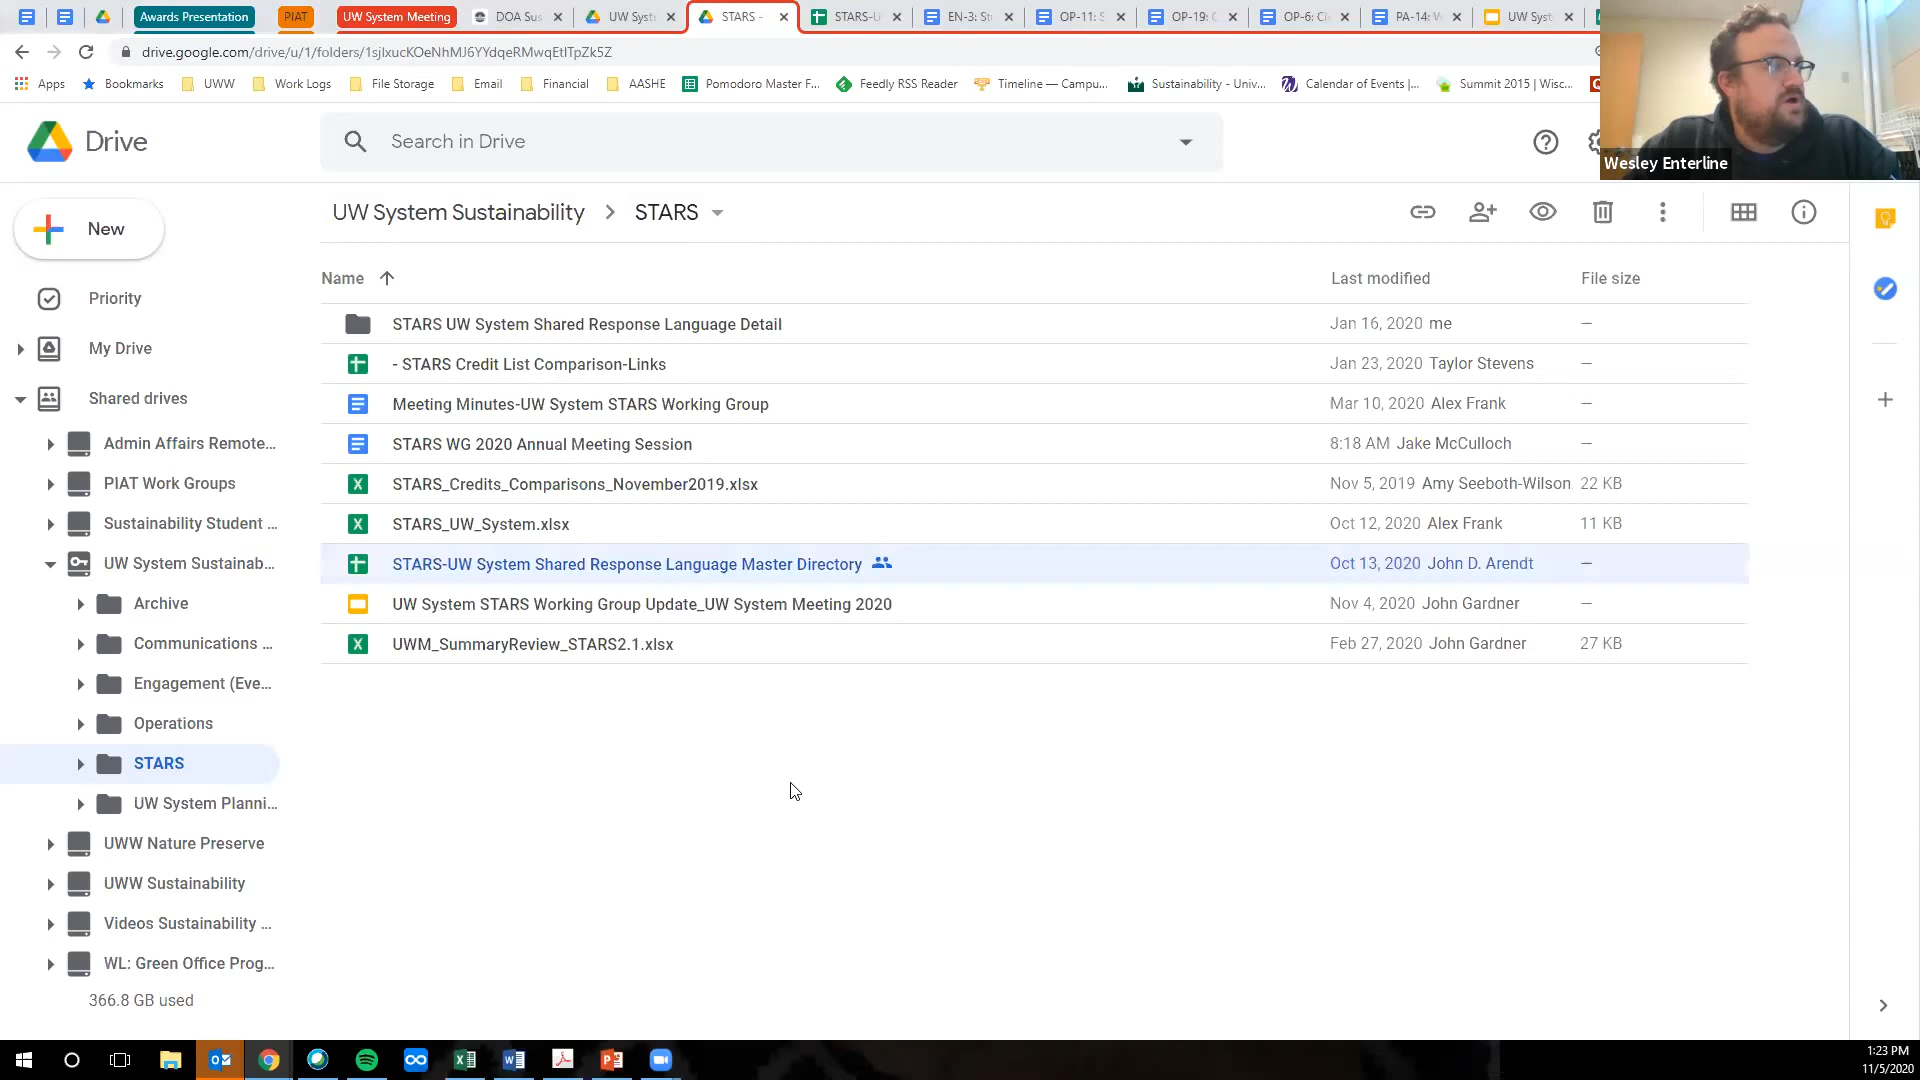 Awards Presentation
PIAT
UW System Meeting
DOA Sus
UW Syst
STARS -
STARS-U
EN-3: St
OP-11: S
OP-19: C
OP-6: Cl
PA-14: W
UW Syst
drive.google.com/drive/u/1/folders/1sjIxucKOeNhMJ6YYdqeRMwqEtITpZk5Z
Apps
Bookmarks
UWW
Work Logs
File Storage
Email
Financial
AASHE
Pomodoro Master F...
Feedly RSS Reader
Timeline — Campu...
Sustainability - Univ...
Calendar of Events |...
Summit 2015 | Wisc...
Wesley Enterline
Drive
Search in Drive
New
UW System Sustainability
STARS
Name
Last modified
File size
Priority
My Drive
Shared drives
Admin Affairs Remote...
PIAT Work Groups
Sustainability Student ...
UW System Sustainab...
Archive
Communications ...
Engagement (Eve...
Operations
STARS
UW System Planni...
UWW Nature Preserve
UWW Sustainability
Videos Sustainability ...
WL: Green Office Prog...
366.8 GB used
STARS UW System Shared Response Language Detail Jan 16, 2020 me —
- STARS Credit List Comparison-Links Jan 23, 2020 Taylor Stevens —
Meeting Minutes-UW System STARS Working Group Mar 10, 2020 Alex Frank —
STARS WG 2020 Annual Meeting Session 8:18 AM Jake McCulloch —
STARS_Credits_Comparisons_November2019.xlsx Nov 5, 2019 Amy Seeboth-Wilson 22 KB
STARS_UW_System.xlsx Oct 12, 2020 Alex Frank 11 KB
STARS-UW System Shared Response Language Master Directory Oct 13, 2020 John D. Arendt —
UW System STARS Working Group Update_UW System Meeting 2020 Nov 4, 2020 John Gardner —
UWM_SummaryReview_STARS2.1.xlsx Feb 27, 2020 John Gardner 27 KB
1:23 PM
11/5/2020